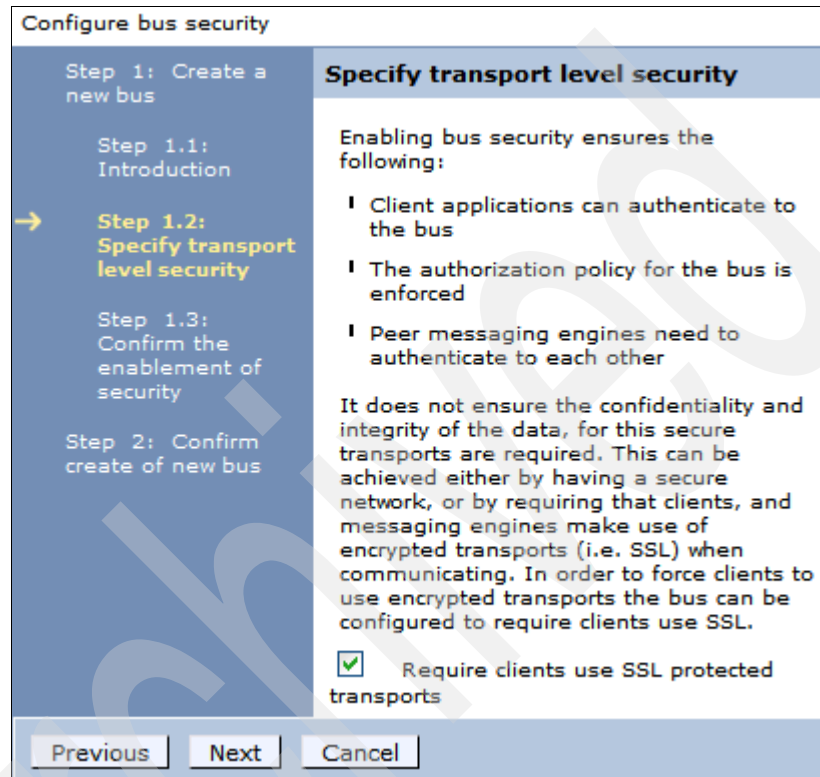 Configure bus security
Step 1: Create a
new bus
Step 1.1:
Introduction
Step 1.2:
Specify transport
level security
Step 1.3:
Confirm the
enablement of
security
Step 2: Confirm
create of new bus
Specify transport level security
Enabling bus security ensures the
following:
Client applications can authenticate to
the bus
The authorization policy for the bus is
enforced
Peer messaging engines need to
authenticate to each other
It does not ensure the confidentiality and
integrity of the data, for this secure
transports are required. This can be
achieved either by having a secure
network, or by requiring that clients, and
messaging engines make use of
encrypted transports (i.e. SSL) when
communicating. In order to force clients to
use encrypted transports the bus can be
configured to require clients use SSL.
Require clients use SSL protected
transports
Previous Next Cancel